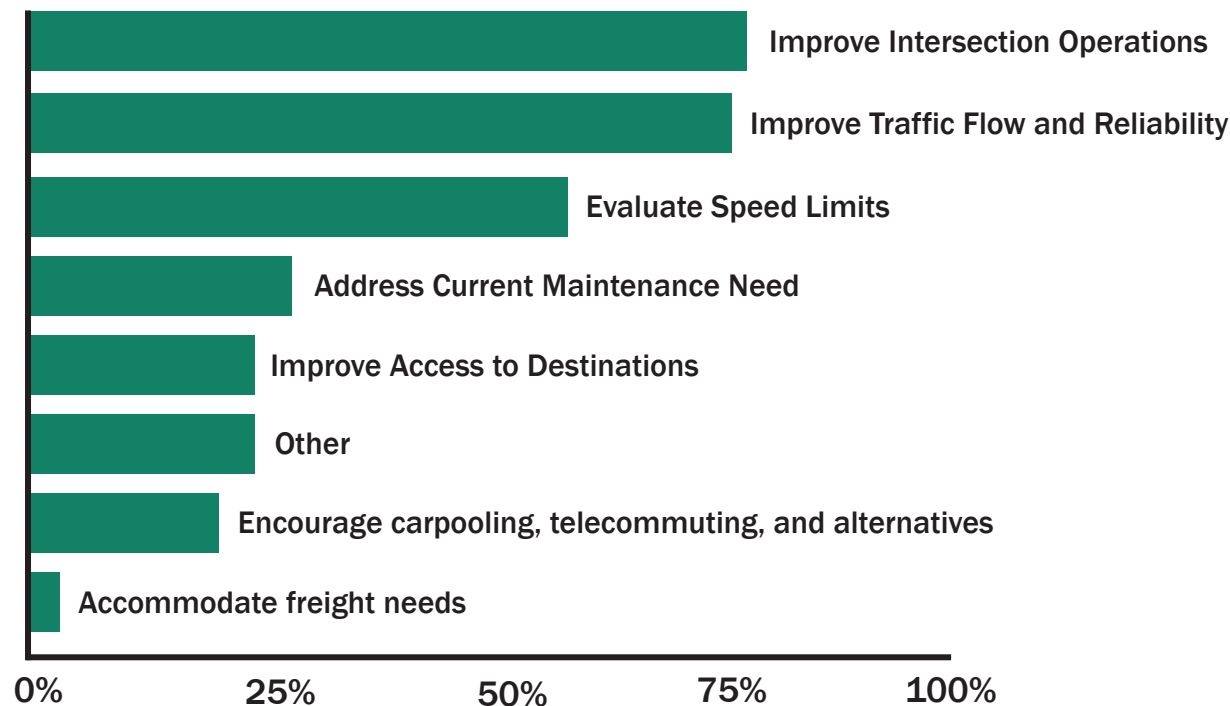 Improve Intersection Operations
Improve Traffic Flow and Reliability
Evaluate Speed Limits
Address Current Maintenance Need
Improve Access to Destinations
Other
Encourage carpooling, telecommuting, and alternatives
Accommodate freight needs
0% 25% 50% 75% 100%